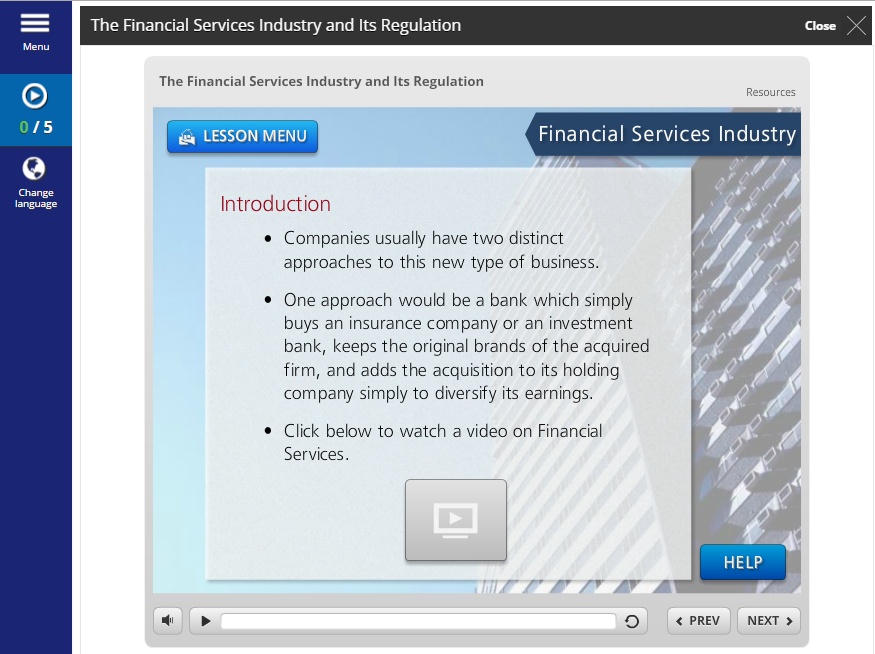 Menu
0 / 5
Change
language
The Financial Services Industry and Its Regulation
Close
The Financial Services Industry and Its Regulation
Resources
LESSON MENU
Financial Services Industry
Introduction
• Companies usually have two distinct
approaches to this new type of business.
• One approach would be a bank which simply
buys an insurance company or an investment
bank, keeps the original brands of the acquired
firm, and adds the acquisition to its holding
company simply to diversify its earnings.
• Click below to watch a video on Financial
Services.
HELP
PREV
NEXT